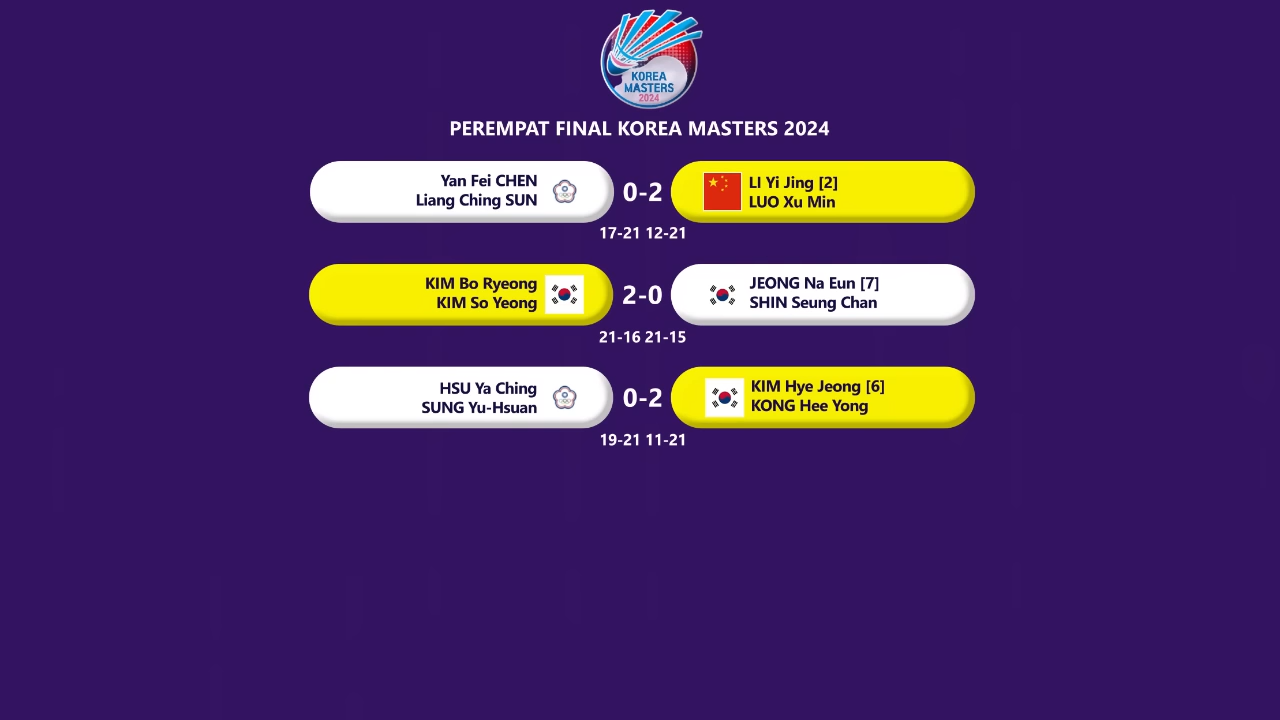 KOREA
MASTERS
2024
PEREMPAT FINAL KOREA MASTERS 2024
Yan Fei CHEN
Liang Ching SUN
0-2
LI Yi Jing [2]
LUO Xu Min
17-21 12-21
KIM Bo Ryeong
KIM So Yeong
2-0
JEONG Na Eun [7]
SHIN Seung Chan
21-16 21-15
HSU Ya Ching
SUNG Yu-Hsuan
0-2
KIM Hye Jeong [6]
KONG Hee Yong
19-21 11-21